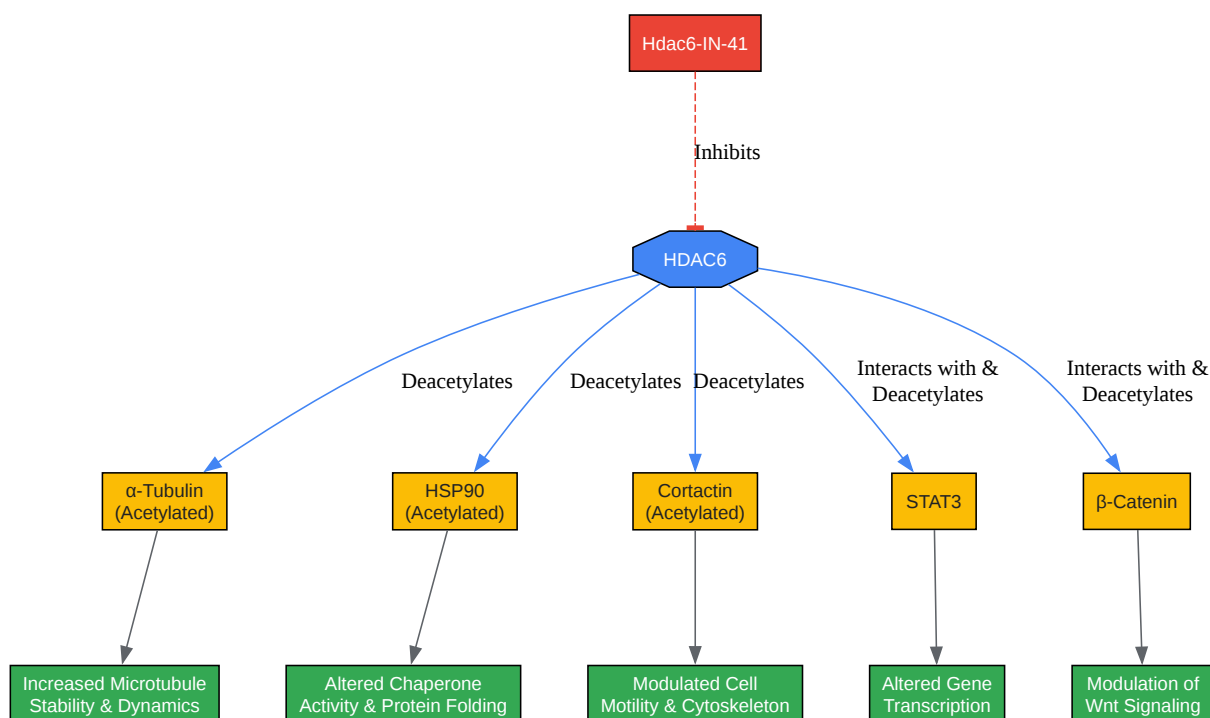 Hdac6-IN-41
Inhibits
HDAC6
Deacetylates
Deacetylates
Deacetylates
Interacts with &
Deacetylates
Interacts with &
Deacetylates
α-Tubulin
(Acetylated)
HSP90
(Acetylated)
Cortactin
(Acetylated)
STAT3
β-Catenin
Increased Microtubule
Stability & Dynamics
Altered Chaperone
Activity & Protein Folding
Modulated Cell
Motility & Cytoskeleton
Altered Gene
Transcription
Modulation of
Wnt Signaling